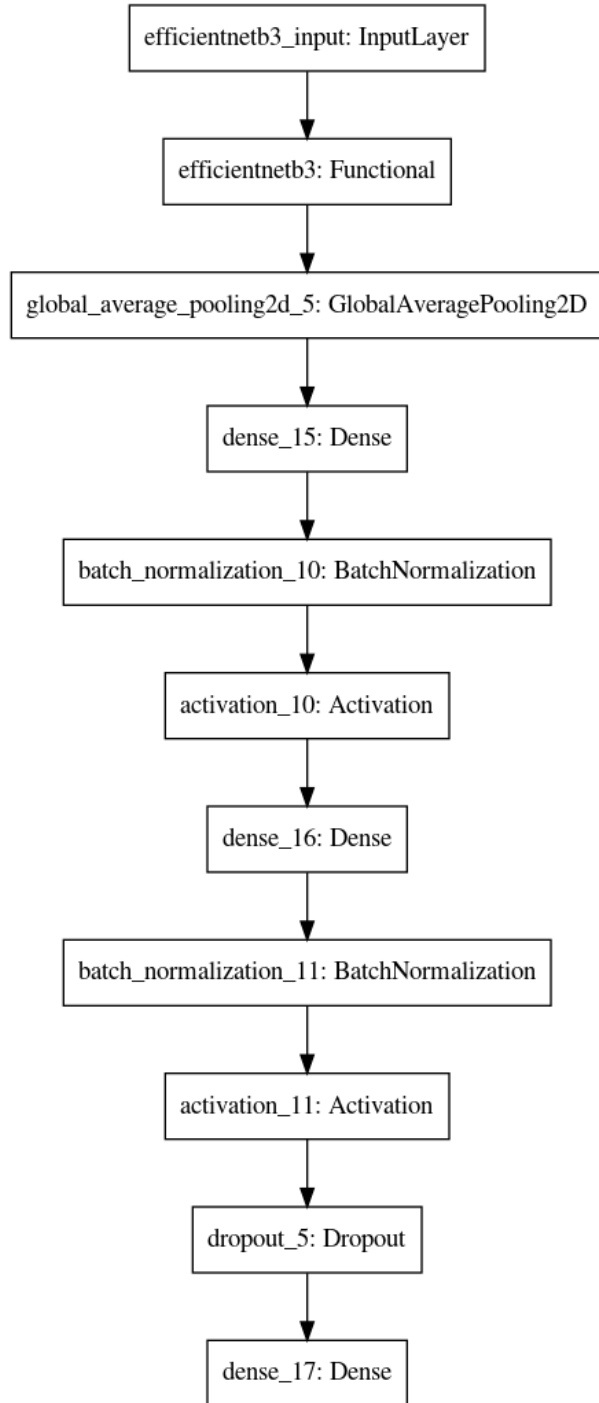 efficientnetb3_input: InputLayer
efficientnetb3: Functional
global_average_pooling2d_5: GlobalAveragePooling2D
dense_15: Dense
batch_normalization_10: BatchNormalization
activation_10: Activation
dense_16: Dense
batch_normalization_11: BatchNormalization
activation_11: Activation
dropout_5: Dropout
dense_17: Dense